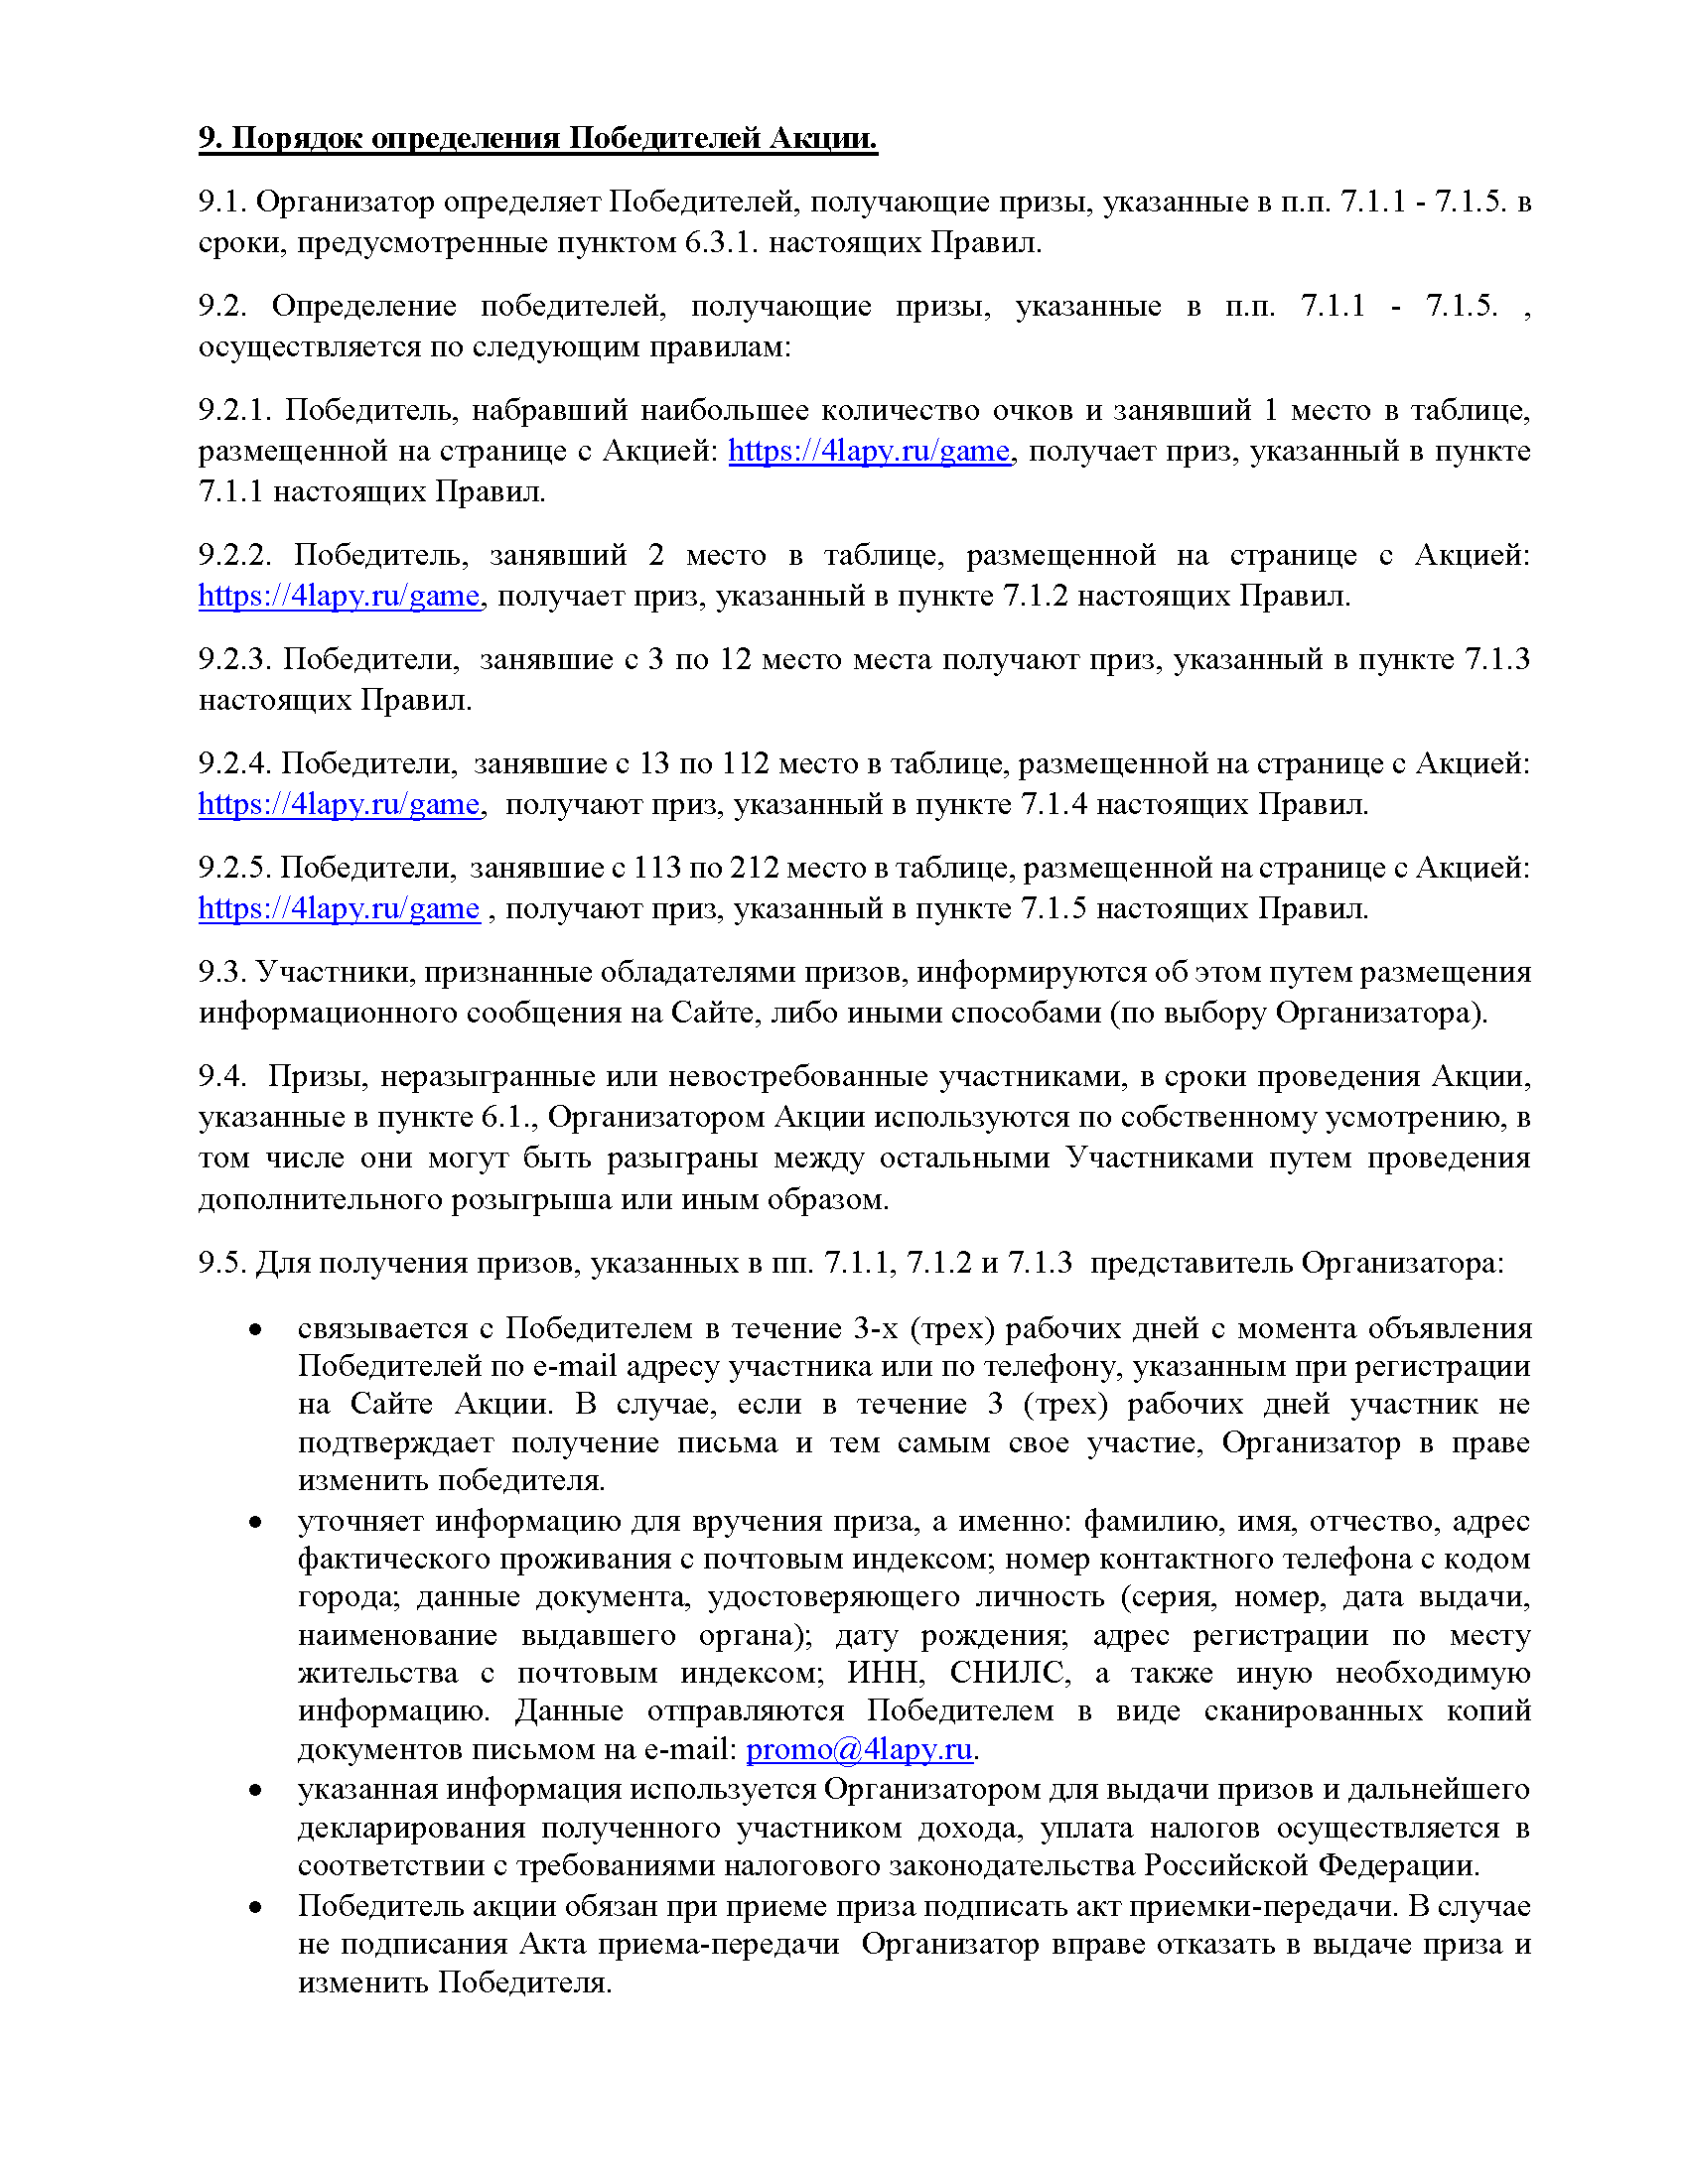 9. Порядок определения Победителей Акции.
9.1. Организатор определяет Победителей, получающие призы, указанные в п.п. 7.1.1 - 7.1.5. в
сроки, предусмотренные пунктом 6.3.1. настоящих Правил.
9.2. Определение победителей, получающие призы, указанные в п.п. 7.1.1 - 7.1.5. ,
осуществляется по следующим правилам:
9.2.1. Победитель, набравший наибольшее количество очков и занявший 1 место в таблице,
размещенной на странице с Акцией: https://4lapy.ru/game, получает приз, указанный в пункте
7.1.1 настоящих Правил.
9.2.2. Победитель, занявший 2 место в таблице, размещенной на странице с Акцией:
https://4lapy.ru/game, получает приз, указанный в пункте 7.1.2 настоящих Правил.
9.2.3. Победители, занявшие с 3 по 12 место места получают приз, указанный в пункте 7.1.3
настоящих Правил.
9.2.4. Победители, занявшие с 13 по 112 место в таблице, размещенной на странице с Акцией:
https://4lapy.ru/game, получают приз, указанный в пункте 7.1.4 настоящих Правил.
9.2.5. Победители, занявшие с 113 по 212 место в таблице, размещенной на странице с Акцией:
https://4lapy.ru/game , получают приз, указанный в пункте 7.1.5 настоящих Правил.
9.3. Участники, признанные обладателями призов, информируются об этом путем размещения
информационного сообщения на Сайте, либо иными способами (по выбору Организатора).
9.4. Призы, неразыгранные или невостребованные участниками, в сроки проведения Акции,
указанные в пункте 6.1., Организатором Акции используются по собственному усмотрению, в
том числе они могут быть разыграны между остальными Участниками путем проведения
дополнительного розыгрыша или иным образом.
9.5. Для получения призов, указанных в пп. 7.1.1, 7.1.2 и 7.1.3 представитель Организатора:
• связывается с Победителем в течение 3-х (трех) рабочих дней с момента объявления
Победителей по e-mail адресу участника или по телефону, указанным при регистрации
на Сайте Акции. В случае, если в течение 3 (трех) рабочих дней участник не
подтверждает получение письма и тем самым свое участие, Организатор в праве
изменить победителя.
• уточняет информацию для вручения приза, а именно: фамилию, имя, отчество, адрес
фактического проживания с почтовым индексом; номер контактного телефона с кодом
города; данные документа, удостоверяющего личность (серия, номер, дата выдачи,
наименование выдавшего органа); дату рождения; адрес регистрации по месту
жительства с почтовым индексом; ИНН, СНИЛС, а также иную необходимую
информацию. Данные отправляются Победителем в виде сканированных копий
документов письмом на e-mail: promo@4lapy.ru.
• указанная информация используется Организатором для выдачи призов и дальнейшего
декларирования полученного участником дохода, уплата налогов осуществляется в
соответствии с требованиями налогового законодательства Российской Федерации.
• Победитель акции обязан при приеме приза подписать акт приемки-передачи. В случае
не подписания Акта приема-передачи Организатор вправе отказать в выдаче приза и
изменить Победителя.